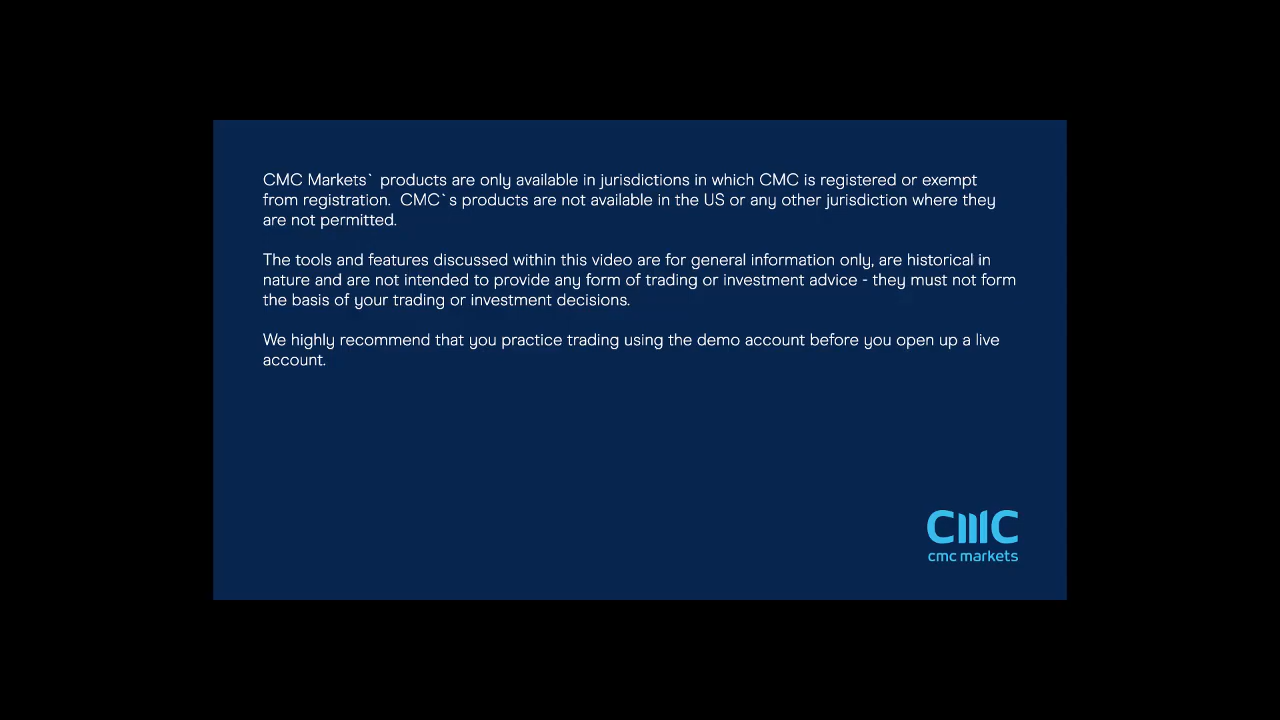 CMC Markets` products are only available in jurisdictions in which CMC is registered or exempt
from registration.  CMC`s products are not available in the US or any other jurisdiction where they
are not permitted.
The tools and features discussed within this video are for general information only, are historical in
nature and are not intended to provide any form of trading or investment advice - they must not form
the basis of your trading or investment decisions.
We highly recommend that you practice trading using the demo account before you open up a live
account.
CMC
cmc markets